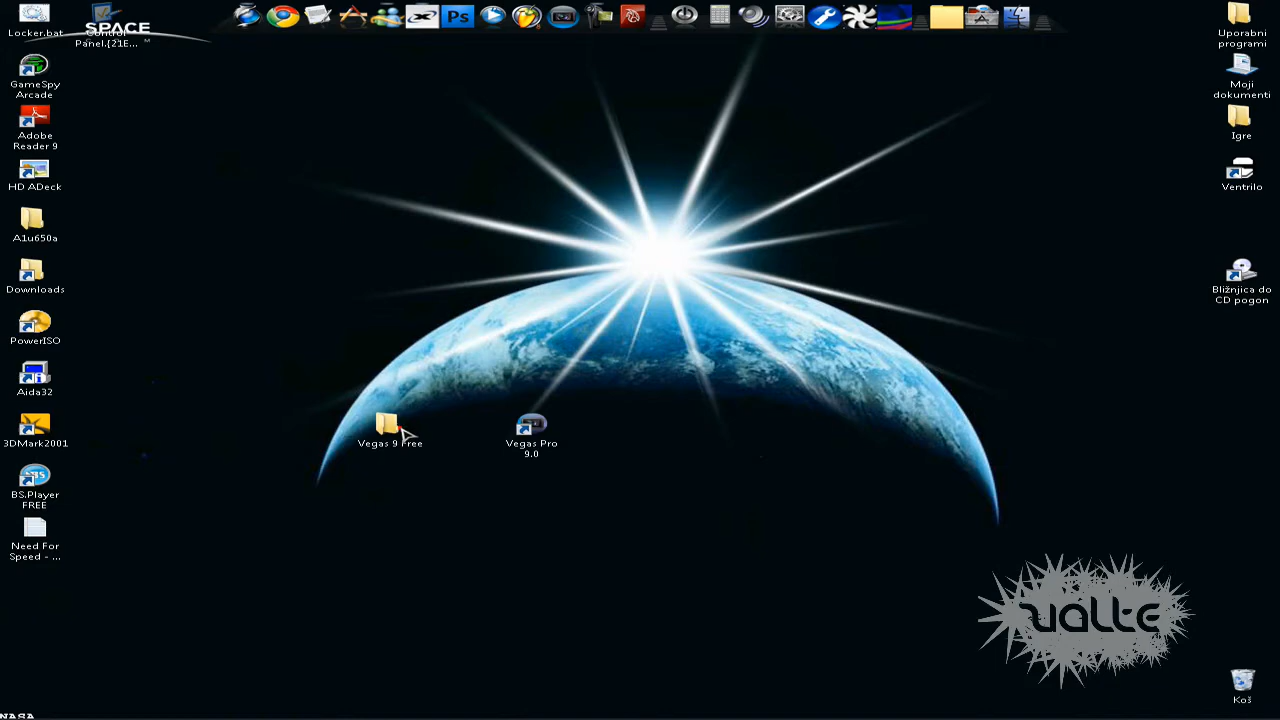 Locker.bat
Control
Panel.{21E...
SPACE
GameSpy
Arcade
Adobe
Reader 9
HD ADeck
A1u650a
Downloads
PowerISO
Aida32
3DMark2001
BS.Player
FREE
Need For
Speed - ...
Vegas 9 Free
Vegas Pro
9.0
Uporabni
programi
Moji
dokumenti
Igre
Ventrilo
Bližnjica do
CD pogon
Koš
valte
Ps
NASA